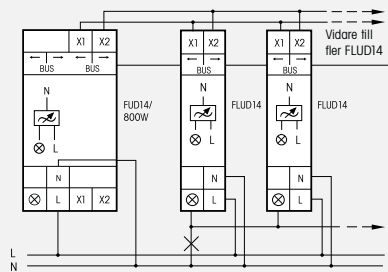 X1 X2
X1 X2
X1 X2
Vidare till
fler FLUD14
BUS BUS
BUS
BUS
N
N
N
FUD14/
800W
FLUD14
FLUD14
L
L
L
N
N
N
L X1 X2
L
L
L
N